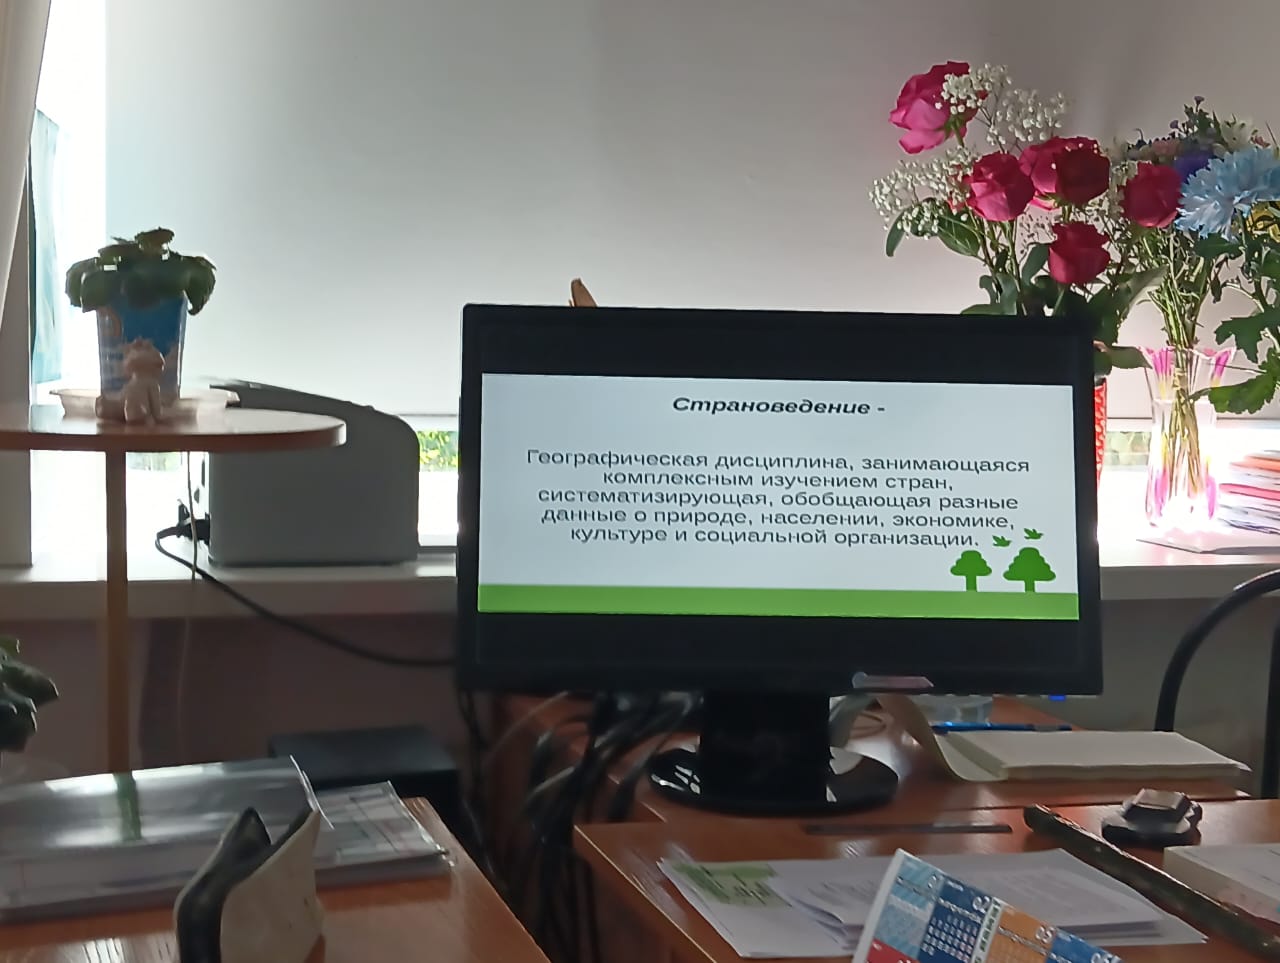 Страноведение -
Географическая дисциплина, занимающаяся
комплексным изучением стран,
систематизирующая, обобщающая разные
данные о природе, населении, экономике,
культуре и социальной организации.